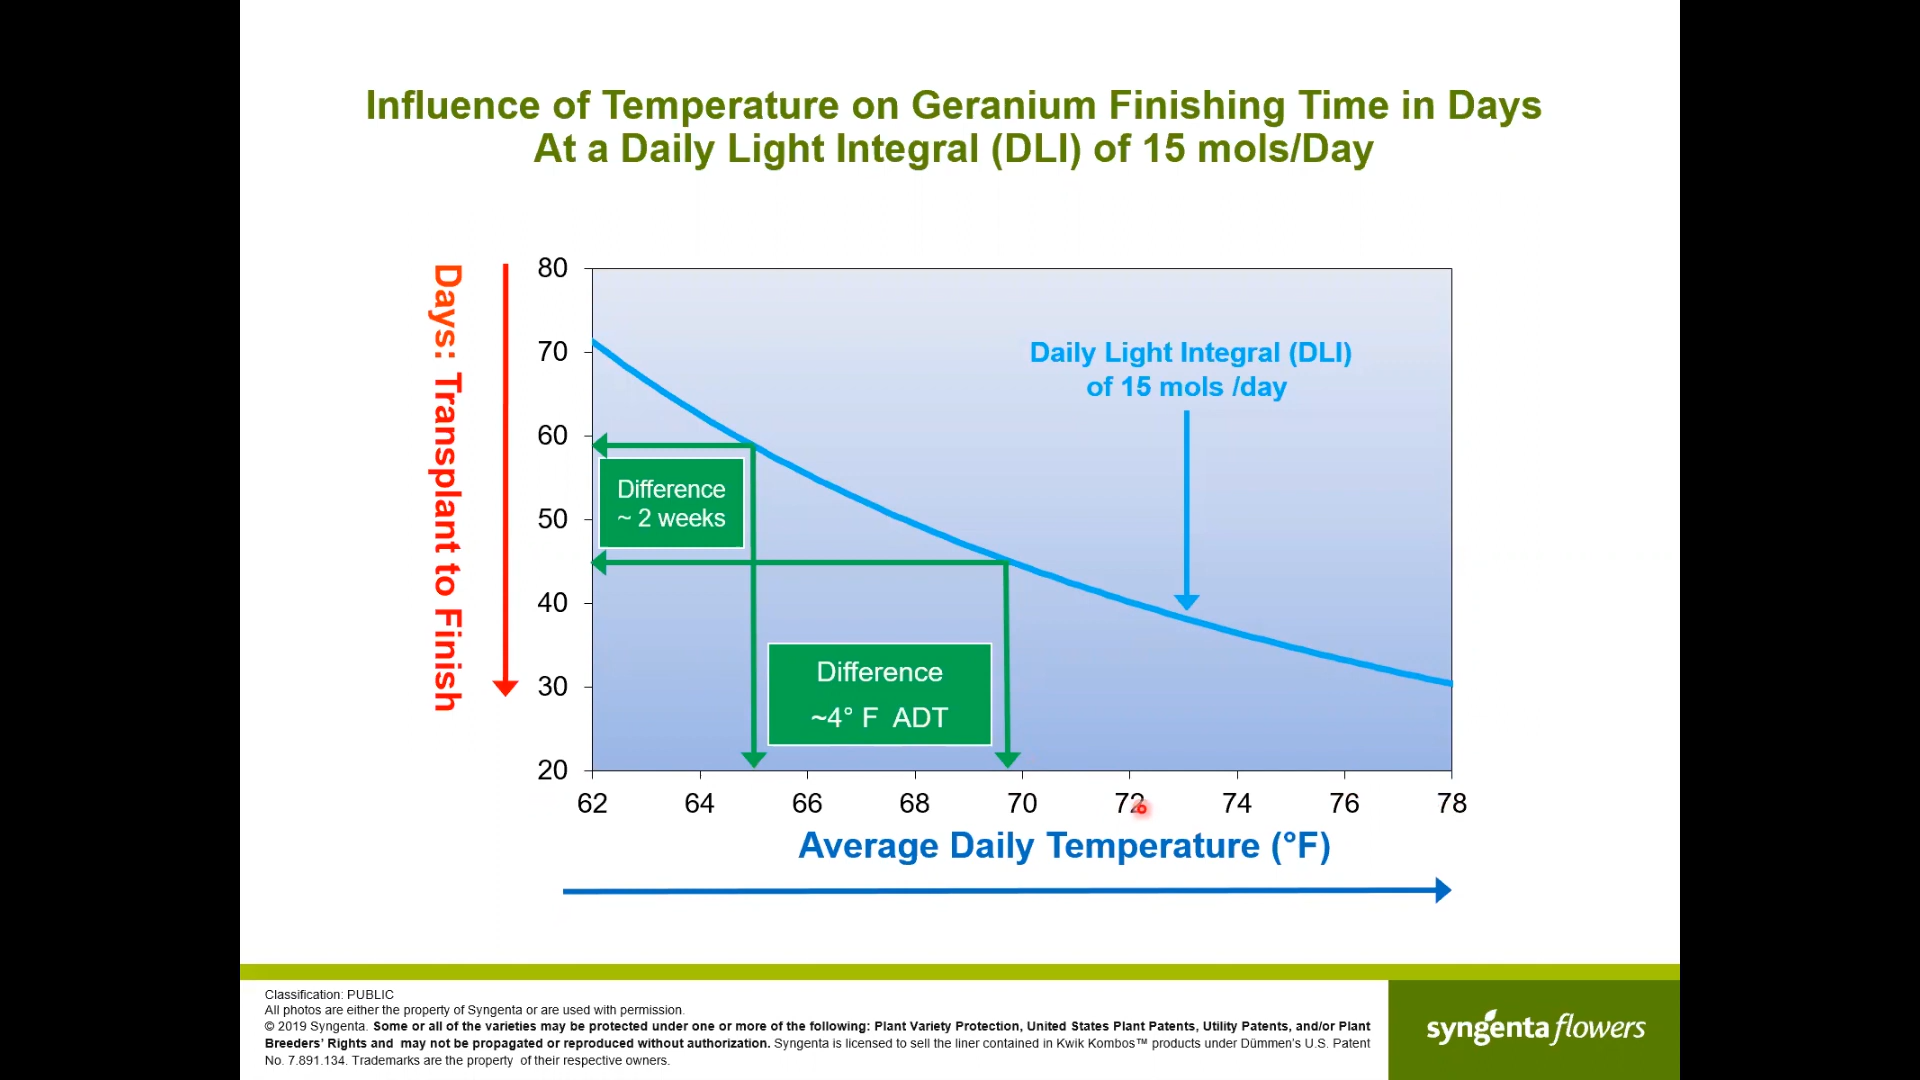 Influence of Temperature on Geranium Finishing Time in Days
At a Daily Light Integral (DLI) of 15 mols/Day
Days: Transplant to Finish
80
70
60
50
40
30
20
Daily Light Integral (DLI)
of 15 mols /day
Difference
~ 2 weeks
Difference
~4° F ADT
62 64 66 68 70 72 74 76 78
Average Daily Temperature (°F)
Classification: PUBLIC
All photos are either the property of Syngenta or are used with permission.
© 2019 Syngenta. Some or all of the varieties may be protected under one or more of the following: Plant Variety Protection, United States Plant Patents, Utility Patents, and/or Plant
Breeders' Rights and may not be propagated or reproduced without authorization. Syngenta is licensed to sell the liner contained in Kwik Kombos™ products under Dümmen's U.S. Patent
No. 7.891.134. Trademarks are the property of their respective owners.
syngenta flowers